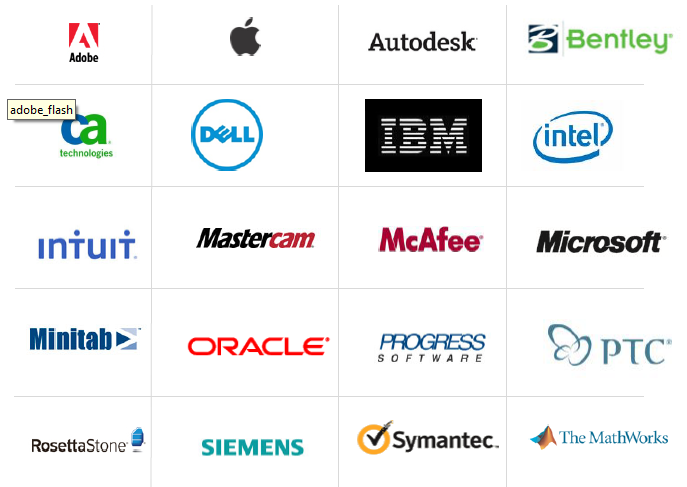 Adobe
Autodesk
Bentley®
adobe_flash
ca
technologies
DELL
IBM
intel®
intuit
Mastercam
McAfee®
Microsoft®
Minitab
ORACLE®
PROGRESS
SOFTWARE
PTC®
RosettaStone®
SIEMENS
Symantec™
The MathWorks